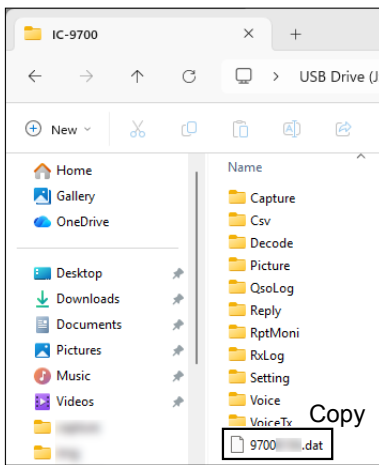 IC-9700
USB Drive (J
New
Home
Gallery
OneDrive
Desktop
Downloads
Documents
Pictures
Music
Videos
Name
Capture
Csv
Decode
Picture
QsoLog
Reply
RptMoni
RxLog
Setting
Voice
VoiceTx
Copy
9700 .dat